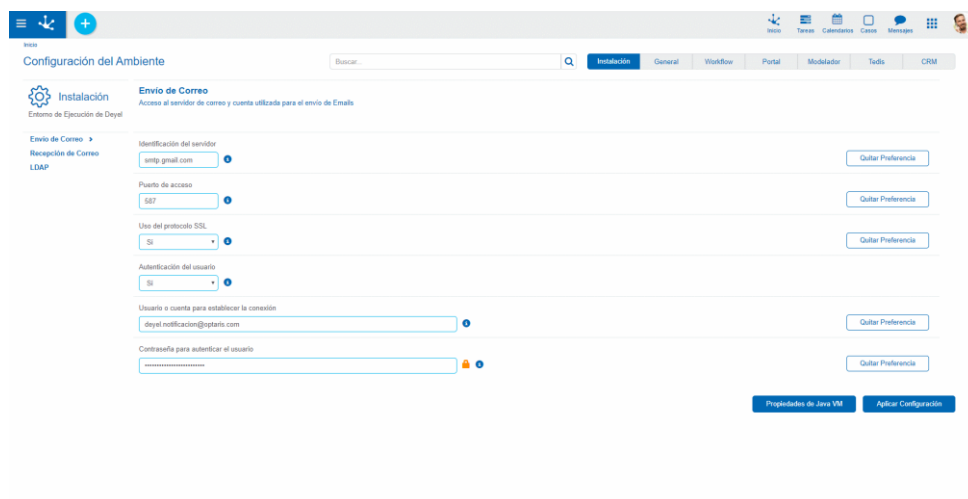 Inicio
Tareas
Calendarios
Casos
Mensajes
Inicio
Configuración del Ambiente
Buscar...
Instalación
General
Workflow
Portal
Modelador
Tedis
CRM
Instalación
Entorno de Ejecución de Deyel
Envío de Correo
Acceso al servidor de correo y cuenta utilizada para el envío de Emails
Envío de Correo >
Recepción de Correo
LDAP
Identificación del servidor
smtp.gmail.com
Quitar Preferencia
Puerto de acceso
587
Quitar Preferencia
Uso del protocolo SSL
Si
Quitar Preferencia
Autenticación del usuario
Si
Usuario o cuenta para establecer la conexión
deyel.notificacion@optaris.com
Quitar Preferencia
Contraseña para autenticar el usuario
Quitar Preferencia
Propiedades de Java VM
Aplicar Configuración